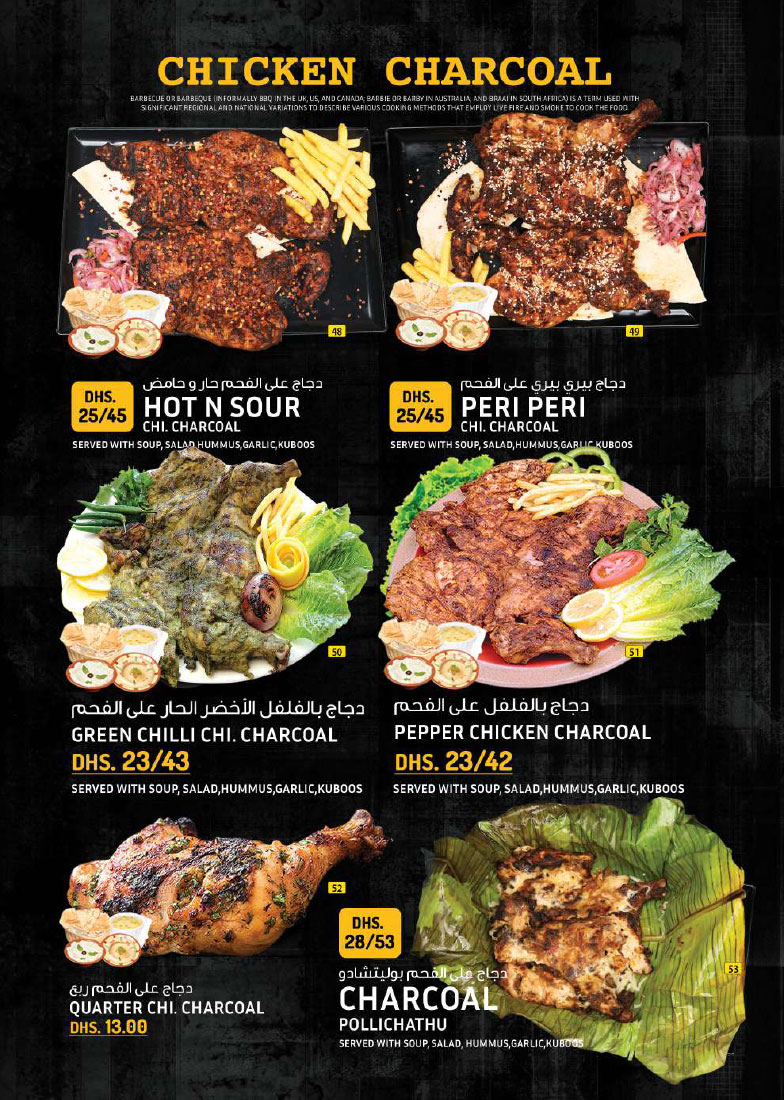 CHICKEN CHARCOAL
BARBECUE OR BARBEQUE (INFORMALLY BBQ IN THE UK, US, AND CANADA; BARBIE OR BARBY IN AUSTRALIA, AND BRAAI IN SOUTH AFRICA) IS A TERM USED WITH
SIGNIFICANT REGIONAL AND NATIONAL VARIATIONS TO DESCRIBE VARIOUS COOKING METHODS THAT EMPLOY LIVE FIRE AND SMOKE TO COOK THE FOOD.
48
DHS.
25/45
دجاج على الفحم حار و حامض
HOT N SOUR
CHI. CHARCOAL
SERVED WITH SOUP, SALAD,HUMMUS,GARLIC,KUBOOS
49
DHS.
25/45
دجاج بيري بيري على الفحم
PERI PERI
CHI. CHARCOAL
SERVED WITH SOUP, SALAD,HUMMUS,GARLIC,KUBOOS
50
دجاج بالفلفل الأخضر الحار على الفحم
GREEN CHILLI CHI. CHARCOAL
DHS. 23/43
SERVED WITH SOUP, SALAD,HUMMUS,GARLIC,KUBOOS
51
دجاج بالفلفل على الفحم
PEPPER CHICKEN CHARCOAL
DHS. 23/42
SERVED WITH SOUP, SALAD,HUMMUS,GARLIC,KUBOOS
52
دجاج على الفحم ربع
QUARTER CHI. CHARCOAL
DHS. 13.00
DHS.
28/53
53
دجاج على الفحم بوليتشادو
CHARCOAL
POLLICHATHU
SERVED WITH SOUP, SALAD, HUMMUS,GARLIC,KUBOOS